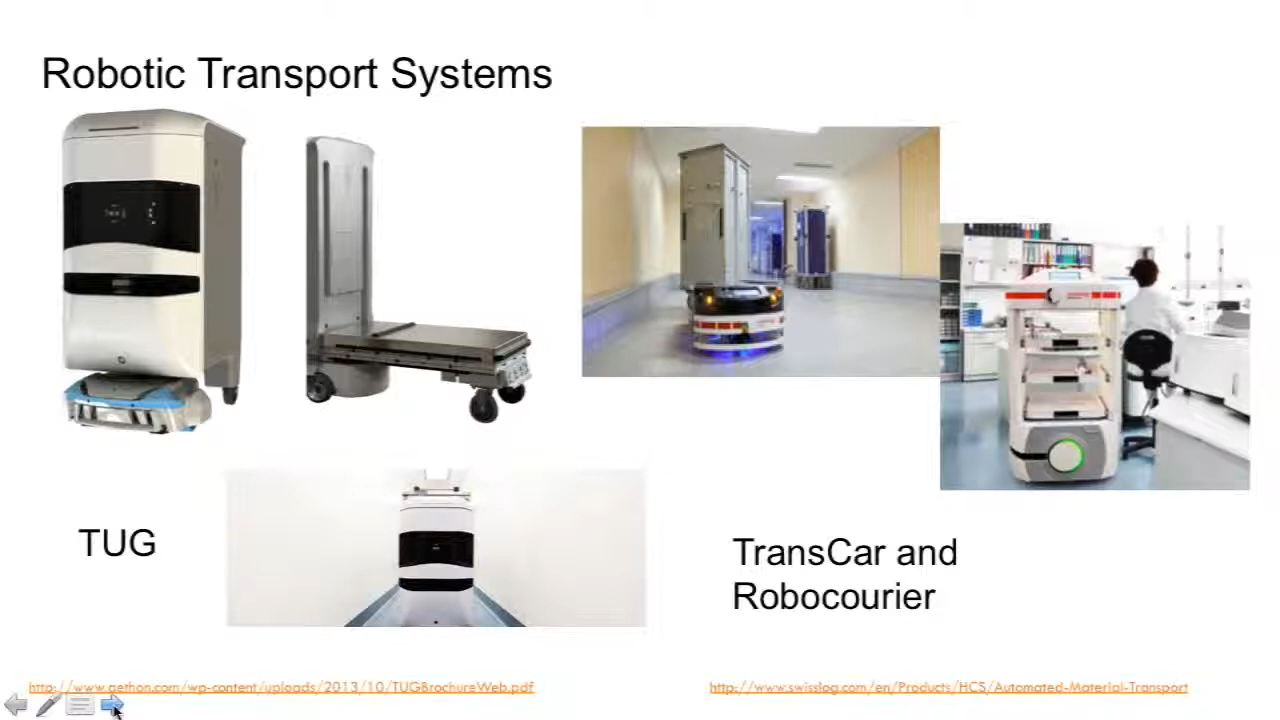 Robotic Transport Systems
TUG
TransCar and
Robocourier
http://www.aethon.com/wp-content/uploads/2013/10/TUGBrochureWeb.pdf
http://www.swisslog.com/en/Products/HCS/Automated-Material-Transport